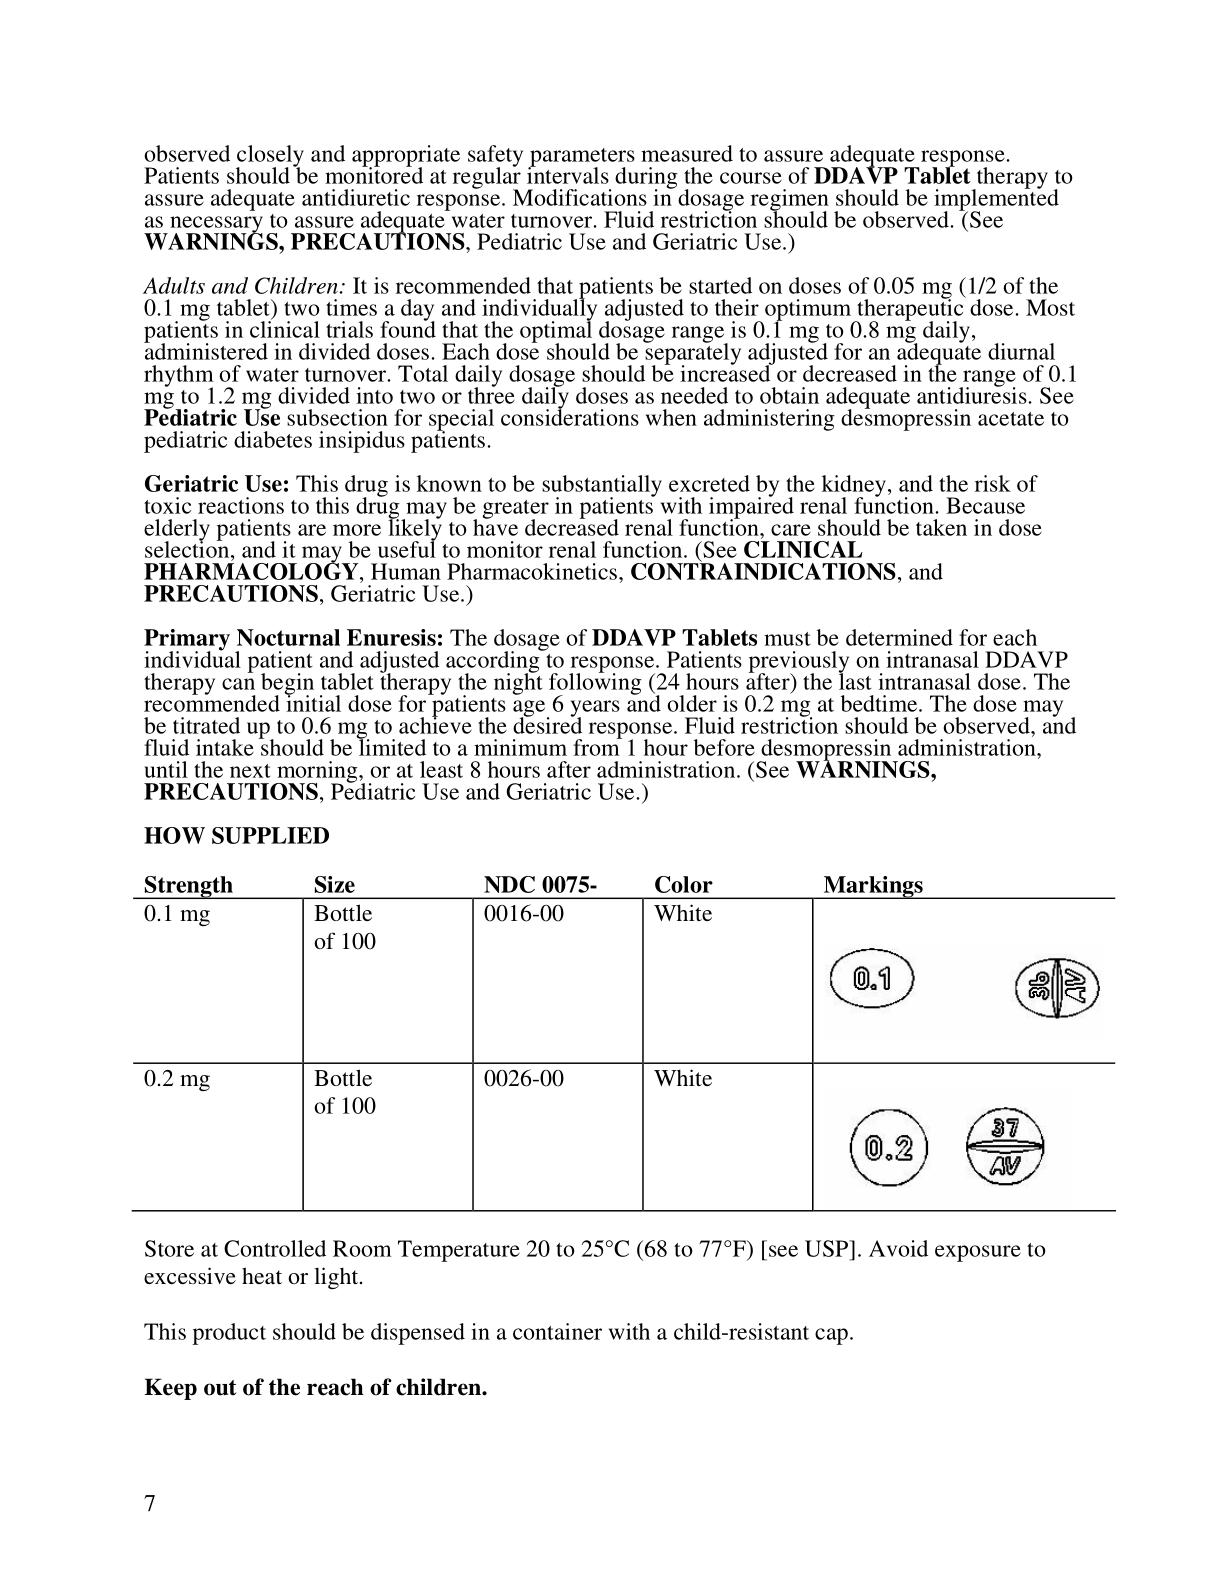 observed closely and appropriate safety parameters measured to assure adequate response.
Patients should be monitored at regular intervals during the course of DDAVP Tablet therapy to
assure adequate antidiuretic response. Modifications in dosage regimen should be implemented
as necessary to assure adequate water turnover. Fluid restriction should be observed. (See
WARNINGS, PRECAUTIONS, Pediatric Use and Geriatric Use.)
Adults and Children: It is recommended that patients be started on doses of 0.05 mg (1/2 of the
0.1 mg tablet) two times a day and individually adjusted to their optimum therapeutic dose. Most
patients in clinical trials found that the optimal dosage range is 0.1 mg to 0.8 mg daily,
administered in divided doses. Each dose should be separately adjusted for an adequate diurnal
rhythm of water turnover. Total daily dosage should be increased or decreased in the range of 0.1
mg to 1.2 mg divided into two or three daily doses as needed to obtain adequate antidiuresis. See
Pediatric Use subsection for special considerations when administering desmopressin acetate to
pediatric diabetes insipidus patients.
Geriatric Use: This drug is known to be substantially excreted by the kidney, and the risk of
toxic reactions to this drug may be greater in patients with impaired renal function. Because
elderly patients are more likely to have decreased renal function, care should be taken in dose
selection, and it may be useful to monitor renal function. (See CLINICAL
PHARMACOLOGY, Human Pharmacokinetics, CONTRAINDICATIONS, and
PRECAUTIONS, Geriatric Use.)
Primary Nocturnal Enuresis: The dosage of DDAVP Tablets must be determined for each
individual patient and adjusted according to response. Patients previously on intranasal DDAVP
therapy can begin tablet therapy the night following (24 hours after) the last intranasal dose. The
recommended initial dose for patients age 6 years and older is 0.2 mg at bedtime. The dose may
be titrated up to 0.6 mg to achieve the desired response. Fluid restriction should be observed, and
fluid intake should be limited to a minimum from 1 hour before desmopressin administration,
until the next morning, or at least 8 hours after administration. (See WARNINGS,
PRECAUTIONS, Pediatric Use and Geriatric Use.)
HOW SUPPLIED
Strength Size NDC 0075- Color Markings
0.1 mg Bottle 0016-00 White
of 100
0.1 36 AV
0.2 mg Bottle 0026-00 White
of 100
0.2 37 AV
Store at Controlled Room Temperature 20 to 25°C (68 to 77°F) [see USP]. Avoid exposure to
excessive heat or light.
This product should be dispensed in a container with a child-resistant cap.
Keep out of the reach of children.
7